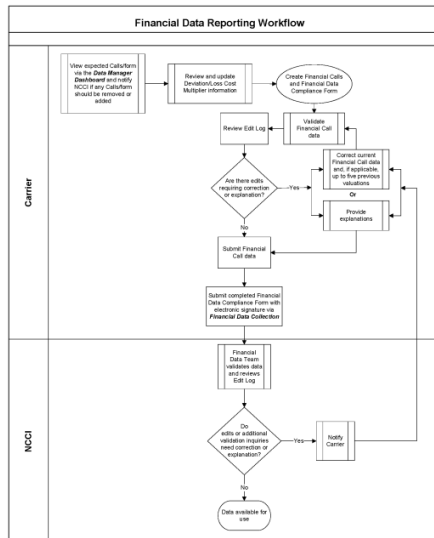 Financial Data Reporting Workflow
Carrier
View expected Calls/form
via the Data Manager
Dashboard and notify
NCCI if any Calls/form
should be removed or
added
Review and update
Deviation/Loss Cost
Multiplier information
Create Financial Calls
and Financial Data
Compliance Form
Validate
Financial Call
data
Review Edit Log
Are there edits
requiring correction
or explanation?
Yes
Correct current
Financial Call data
and, if applicable,
up to five previous
valuations
Or
Provide
explanations
No
Submit Financial
Call data
Submit completed Financial
Data Compliance Form with
electronic signature via
Financial Data Collection
NCCI
Financial
Data Team
validates data
and reviews
Edit Log
Do
edits or additional
validation inquiries
need correction or
explanation?
Yes
Notify
Carrier
No
Data available for
use